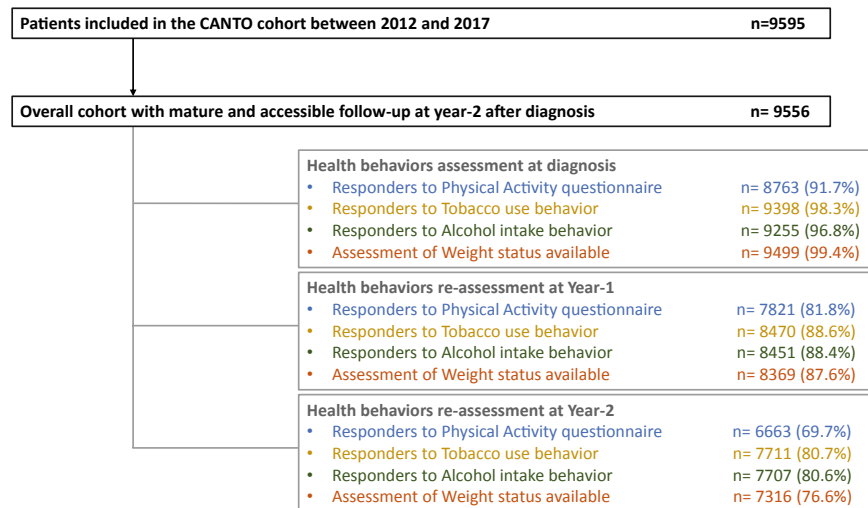 Patients included in the CANTO cohort between 2012 and 2017 n=9595
Overall cohort with mature and accessible follow-up at year-2 after diagnosis n= 9556
Health behaviors assessment at diagnosis
• Responders to Physical Activity questionnaire n= 8763 (91.7%)
• Responders to Tobacco use behavior n= 9398 (98.3%)
• Responders to Alcohol intake behavior n= 9255 (96.8%)
• Assessment of Weight status available n= 9499 (99.4%)
Health behaviors re-assessment at Year-1
• Responders to Physical Activity questionnaire n= 7821 (81.8%)
• Responders to Tobacco use behavior n= 8470 (88.6%)
• Responders to Alcohol intake behavior n= 8451 (88.4%)
• Assessment of Weight status available n= 8369 (87.6%)
Health behaviors re-assessment at Year-2
• Responders to Physical Activity questionnaire n= 6663 (69.7%)
• Responders to Tobacco use behavior n= 7711 (80.7%)
• Responders to Alcohol intake behavior n= 7707 (80.6%)
• Assessment of Weight status available n= 7316 (76.6%)